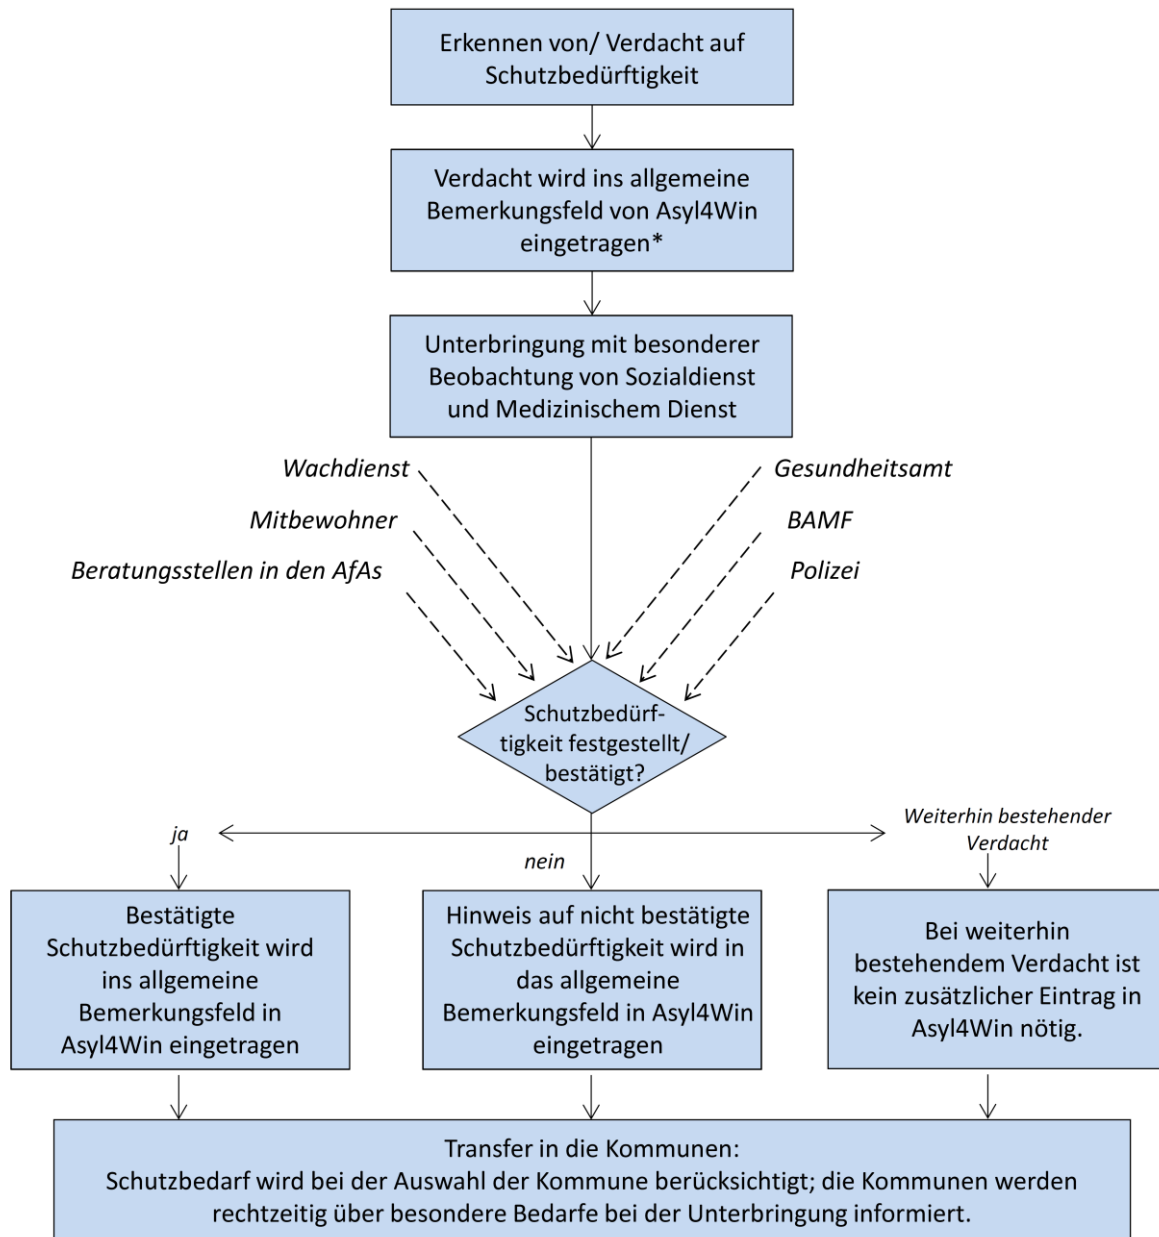 Erkennen von/ Verdacht auf
Schutzbedürftigkeit
Verdacht wird ins allgemeine
Bemerkungsfeld von Asyl4Win
eingetragen*
Unterbringung mit besonderer
Beobachtung von Sozialdienst
und Medizinischem Dienst
Wachdienst
Mitbewohner
Beratungsstellen in den AfAs
Gesundheitsamt
BAMF
Polizei
Schutzbedürf-
tigkeit festgestellt/
bestätigt?
ja
nein
Weiterhin bestehender
Verdacht
Bestätigte
Schutzbedürftigkeit wird
ins allgemeine
Bemerkungsfeld in
Asyl4Win eingetragen
Hinweis auf nicht bestätigte
Schutzbedürftigkeit wird in
das allgemeine
Bemerkungsfeld in Asyl4Win
eingetragen
Bei weiterhin
bestehendem Verdacht ist
kein zusätzlicher Eintrag in
Asyl4Win nötig.
Transfer in die Kommunen:
Schutzbedarf wird bei der Auswahl der Kommune berücksichtigt; die Kommunen werden
rechtzeitig über besondere Bedarfe bei der Unterbringung informiert.